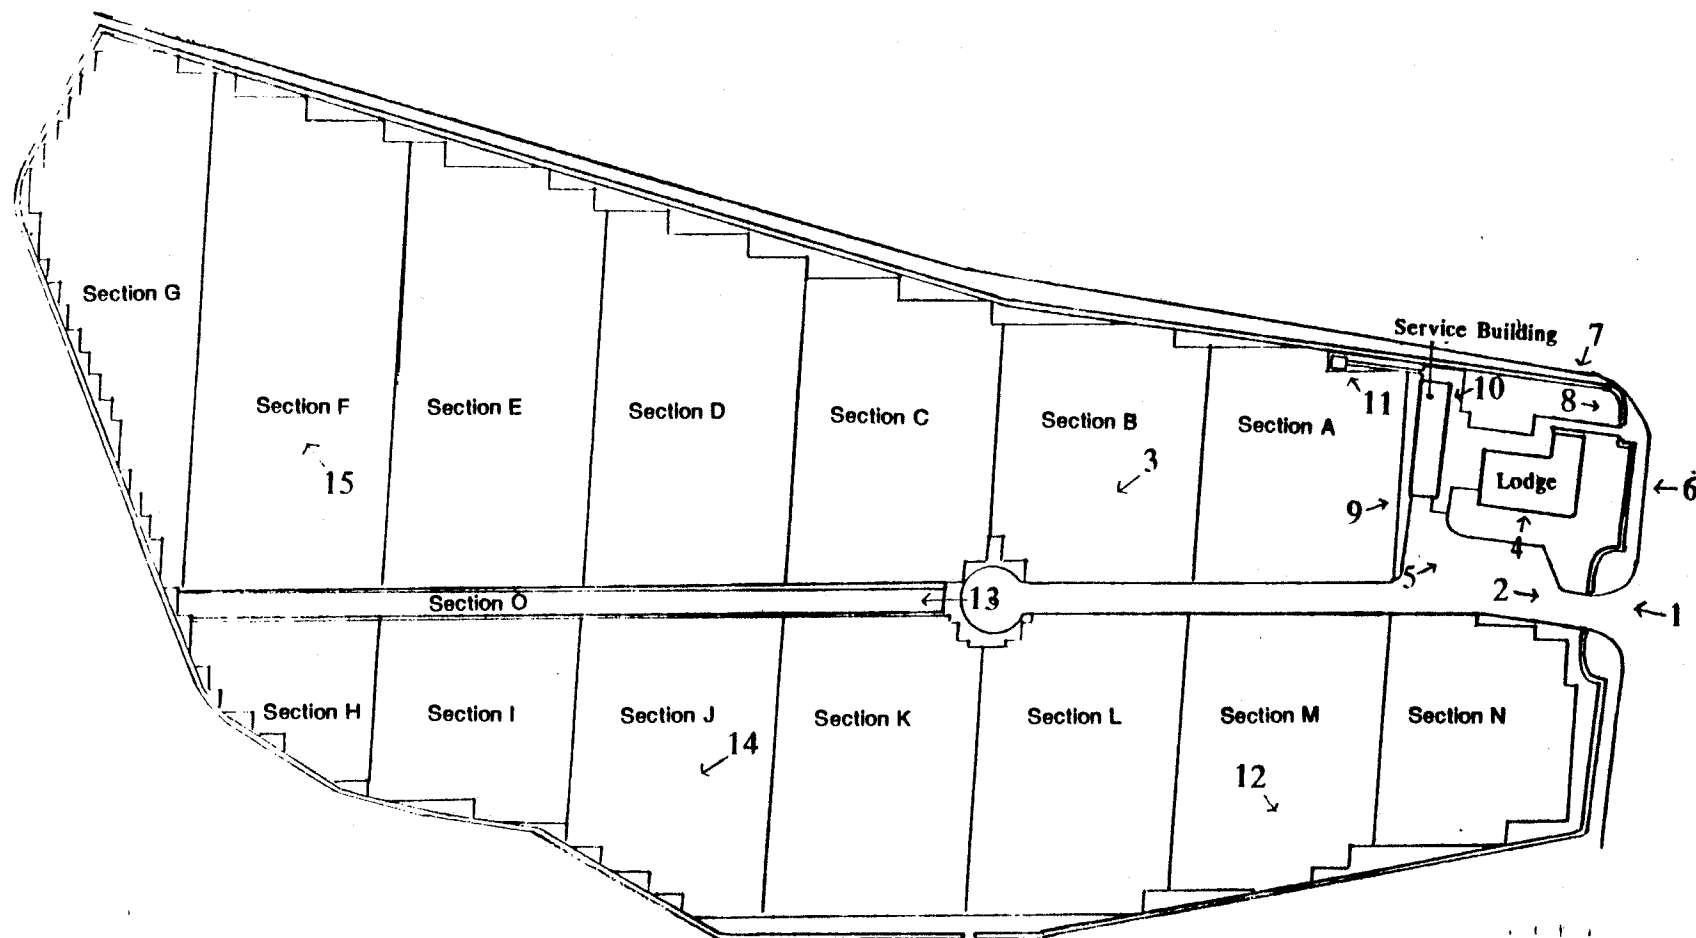 Section G
Service Building
7
10
8
11
Section F
Section E
Section D
Section C
Section B
Section A
3
15
Lodge
6
9
4
5
2
Section O
13
1
Section H
Section I
Section J
Section K
Section L
Section M
Section N
14
12